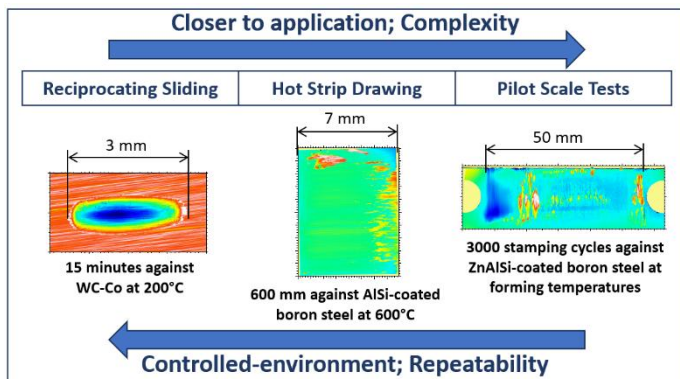 Closer to application; Complexity
Reciprocating Sliding
Hot Strip Drawing
Pilot Scale Tests
3 mm
7 mm
50 mm
15 minutes against
WC-Co at 200°C
600 mm against AlSi-coated
boron steel at 600°C
3000 stamping cycles against
ZnAlSi-coated boron steel at
forming temperatures
Controlled-environment; Repeatability